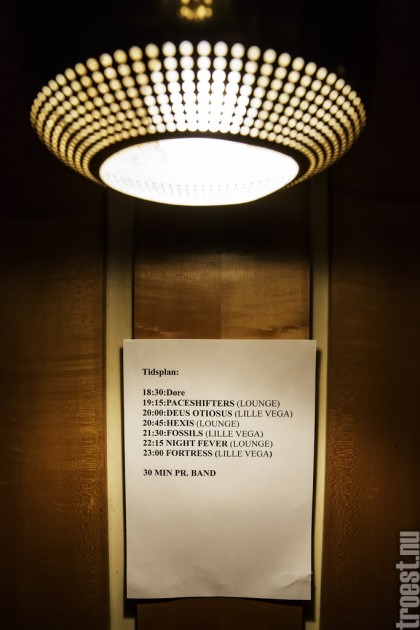 Tidsplan:
18:30:Døre
19:15:PACESHIFTERS (LOUNGE)
20:00:DEUS OTIOSUS (LILLE VEGA)
20:45:HEXIS (LOUNGE)
21:30:FOSSILS (LILLE VEGA)
22:15 NIGHT FEVER (LOUNGE)
23:00 FORTRESS (LILLE VEGA)
30 MIN PR. BAND
troest.nu